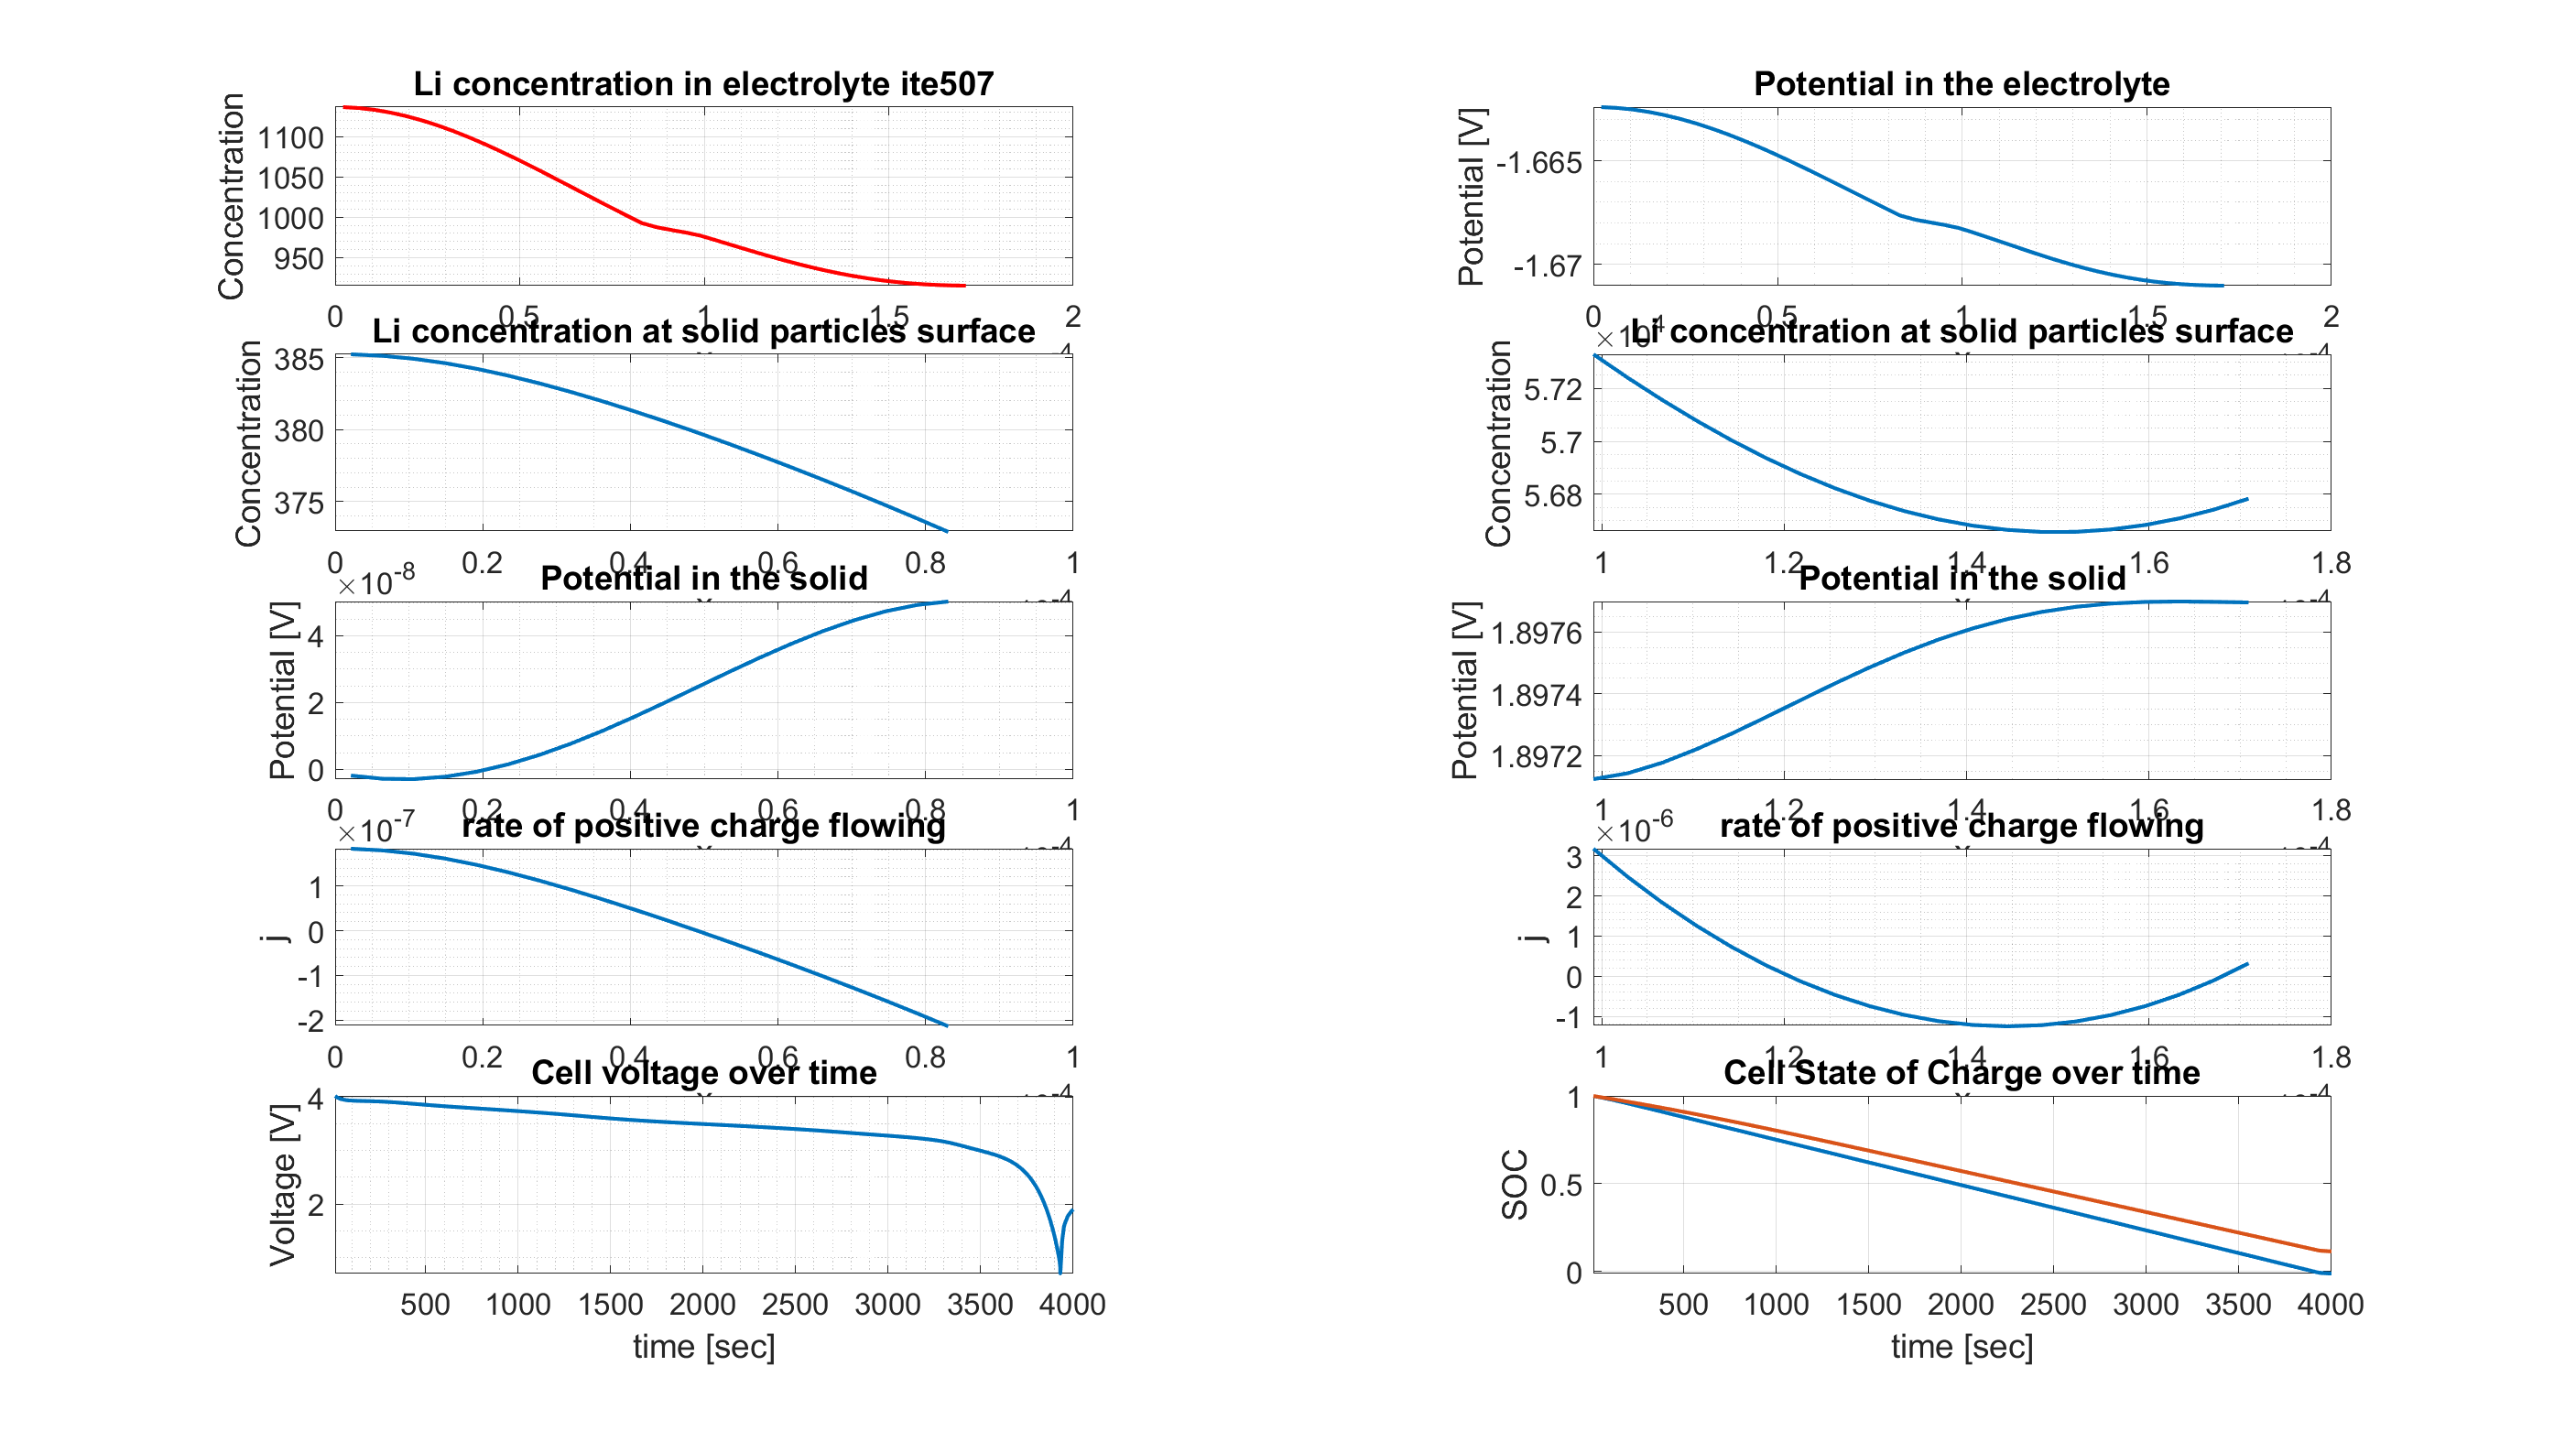 Li concentration in electrolyte ite507
Concentration
1100
1050
1000
950
0 0.5 1 1.5 2
Potential in the electrolyte
Potential [V]
-1.665
-1.67
0 0.5 1 1.5 2
Li concentration at solid particles surface
Concentration
385
380
375
0 0.2 0.4 0.6 0.8 1
×10^4
Li concentration at solid particles surface
Concentration
5.72
5.7
5.68
1 1.2 1.4 1.6 1.8
×10^-8
Potential in the solid
Potential [V]
4
2
0
0 0.2 0.4 0.6 0.8 1
Potential in the solid
Potential [V]
1.8976
1.8974
1.8972
1 1.2 1.4 1.6 1.8
×10^-7
rate of positive charge flowing
j
1
0
-1
-2
0 0.2 0.4 0.6 0.8 1
×10^-6
rate of positive charge flowing
j
3
2
1
0
-1
1 1.2 1.4 1.6 1.8
Cell voltage over time
Voltage [V]
4
2
500 1000 1500 2000 2500 3000 3500 4000
time [sec]
Cell State of Charge over time
SOC
1
0.5
0
500 1000 1500 2000 2500 3000 3500 4000
time [sec]